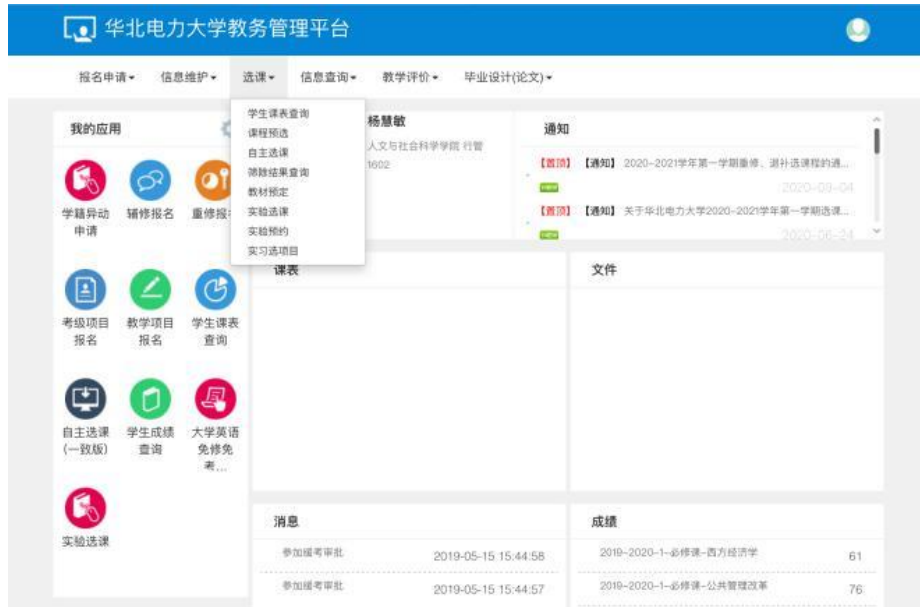 华北电力大学教务管理平台
报名申请 信息维护 选课 信息查询 教学评价 毕业设计(论文)
学生课表查询
课程预选
自主选课
筛除结果查询
教材预定
实验选课
实验预约
实习选项目
我的应用
学籍异动
申请
辅修报名
重修报
考级项目
报名
教学项目
报名
学生课表
查询
自主选课
(一致版)
学生成绩
查询
大学英语
免修免
考...
实验选课
杨慧敏
人文与社会科学学院 行管
1602
通知
【置顶】【通知】2020-2021学年第一学期重修、退补选课程的通...
2020-09-04
【置顶】【通知】关于华北电力大学2020-2021学年第一学期选课...
2020-06-24
课表
文件
消息
参加缓考审批 2019-05-15 15:44:58
参加缓考审批 2019-05-15 15:44:57
成绩
2019-2020-1-必修课-西方经济学 61
2019-2020-1-必修课-公共管理改革 76